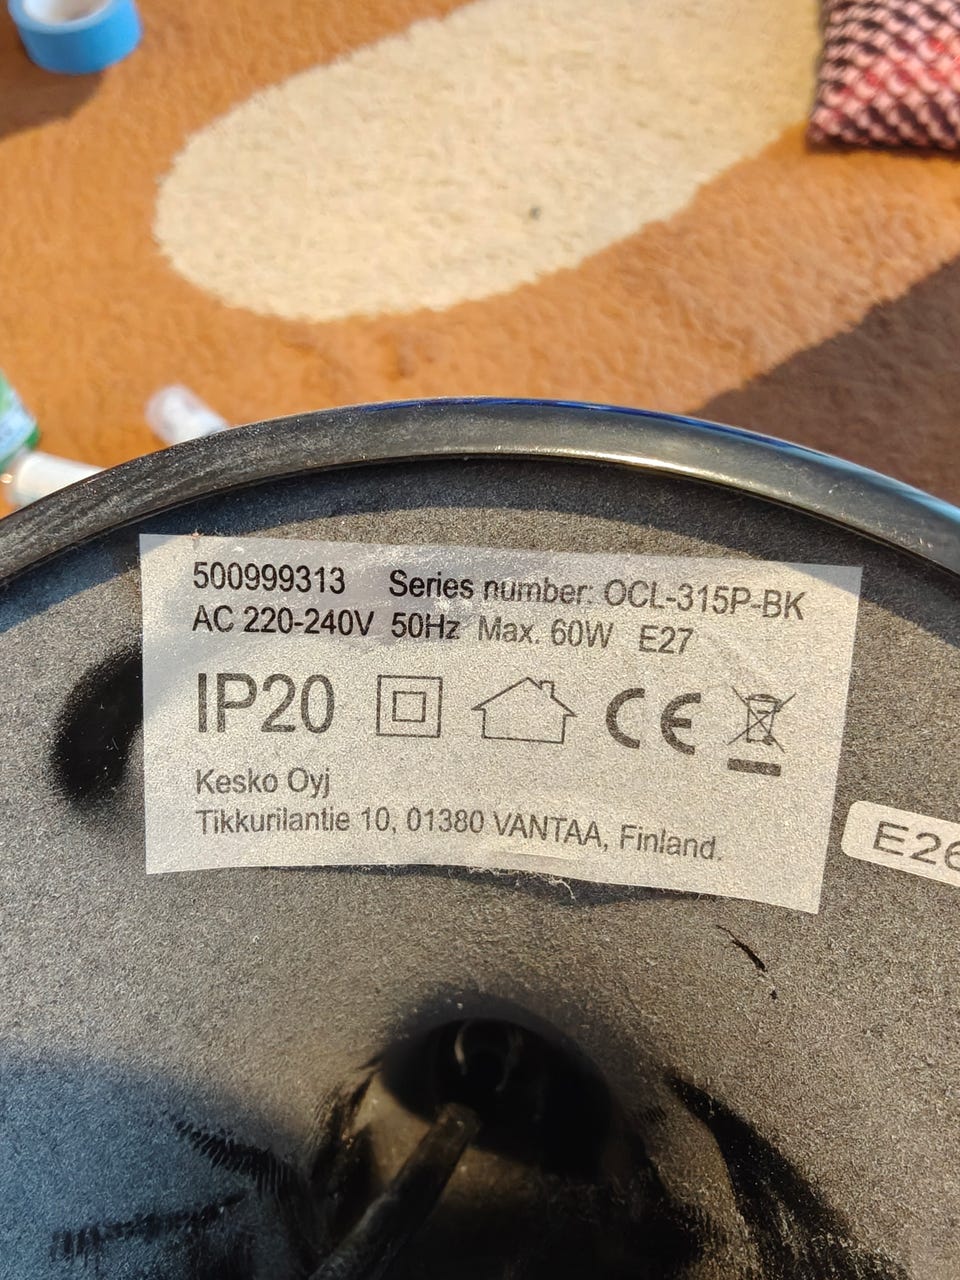 500999313 Series number: OCL-315P-BK
AC 220-240V 50Hz Max. 60W E27
IP20 CE
Kesko Oyj
Tikkurilantie 10, 01380 VANTAA, Finland.
E26